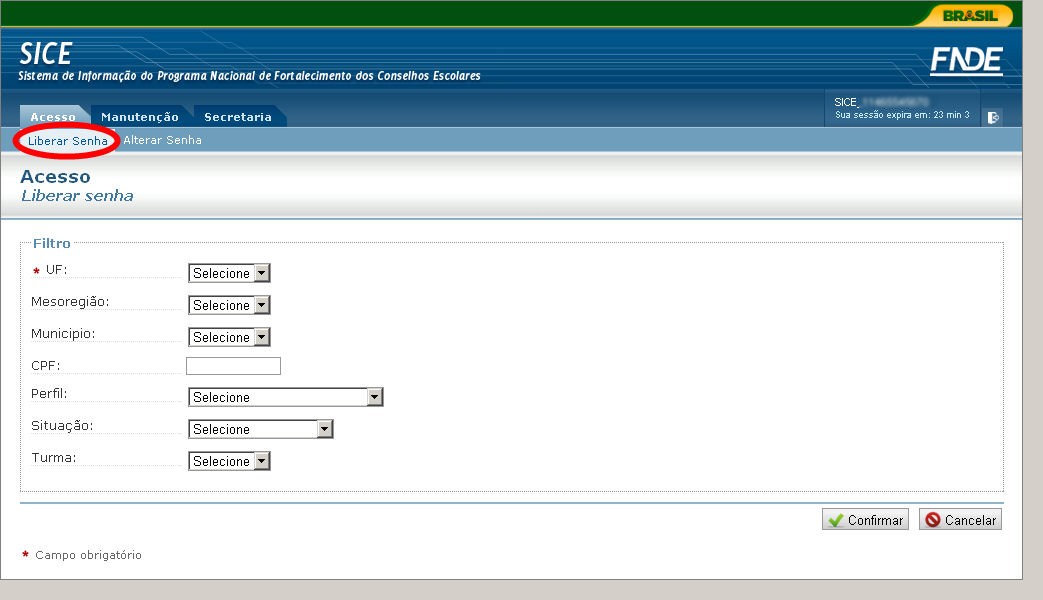 BRASIL
SICE
Sistema de Informação do Programa Nacional de Fortalecimento dos Conselhos Escolares
FNDE
Acesso Manutenção Secretaria
SICE_
Sua sessão expira em: 23 min 3
Liberar Senha Alterar Senha
Acesso
Liberar senha
Filtro
* UF: Selecione
Mesoregião: Selecione
Municipio: Selecione
CPF:
Perfil: Selecione
Situação: Selecione
Turma: Selecione
Confirmar Cancelar
* Campo obrigatório